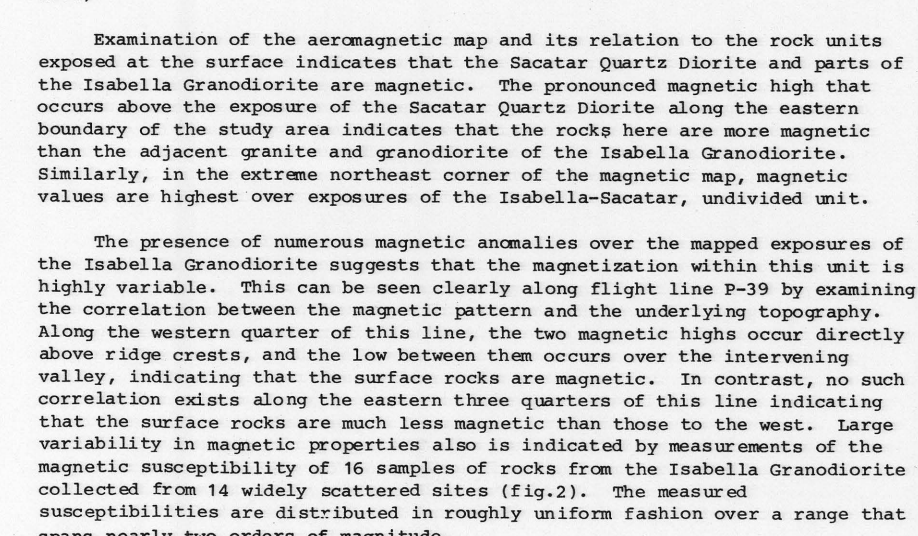 Examination of the aeromagnetic map and its relation to the rock units
exposed at the surface indicates that the Sacatar Quartz Diorite and parts of
the Isabella Granodiorite are magnetic. The pronounced magnetic high that
occurs above the exposure of the Sacatar Quartz Diorite along the eastern
boundary of the study area indicates that the rocks here are more magnetic
than the adjacent granite and granodiorite of the Isabella Granodiorite.
Similarly, in the extreme northeast corner of the magnetic map, magnetic
values are highest over exposures of the Isabella-Sacatar, undivided unit.
The presence of numerous magnetic anomalies over the mapped exposures of
the Isabella Granodiorite suggests that the magnetization within this unit is
highly variable. This can be seen clearly along flight line P-39 by examining
the correlation between the magnetic pattern and the underlying topography.
Along the western quarter of this line, the two magnetic highs occur directly
above ridge crests, and the low between them occurs over the intervening
valley, indicating that the surface rocks are magnetic. In contrast, no such
correlation exists along the eastern three quarters of this line indicating
that the surface rocks are much less magnetic than those to the west. Large
variability in magnetic properties also is indicated by measurements of the
magnetic susceptibility of 16 samples of rocks from the Isabella Granodiorite
collected from 14 widely scattered sites (fig.2). The measured
susceptibilities are distributed in roughly uniform fashion over a range that
spans nearly two orders of magnitude